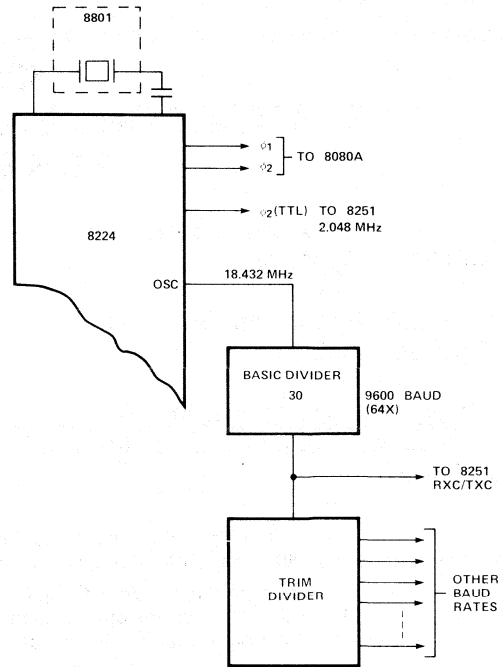 8801
ϕ1
ϕ2
TO 8080A
ϕ2(TTL) TO 8251
2.048 MHz
8224
OSC
18.432 MHz
BASIC DIVIDER
30
9600 BAUD
(64X)
TO 8251
RXC/TXC
TRIM
DIVIDER
OTHER
BAUD
RATES